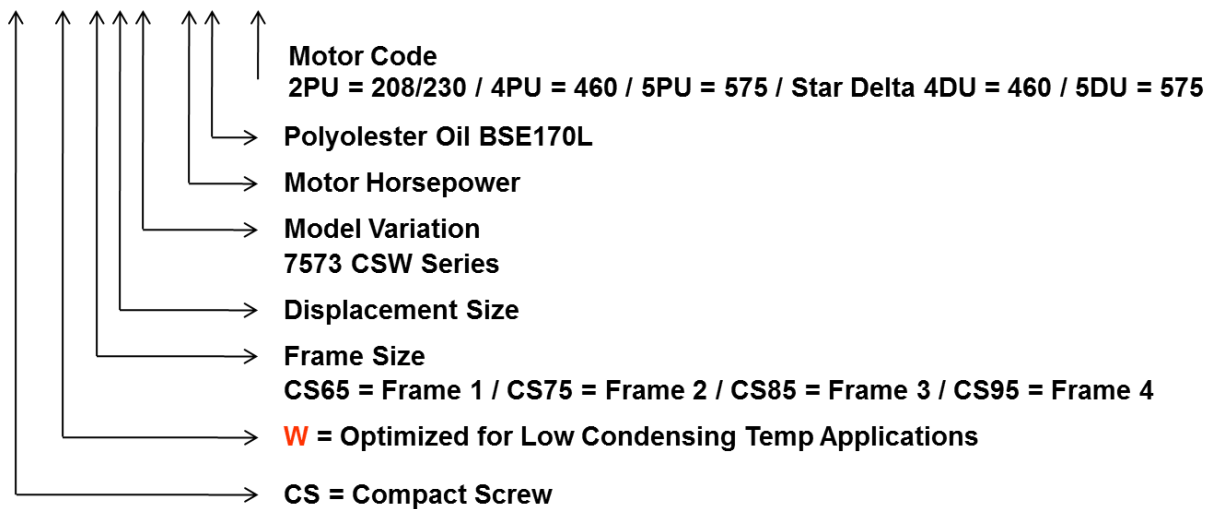 Motor Code
2PU = 208/230 / 4PU = 460 / 5PU = 575 / Star Delta 4DU = 460 / 5DU = 575
Polyolester Oil BSE170L
Motor Horsepower
Model Variation
7573 CSW Series
Displacement Size
Frame Size
CS65 = Frame 1 / CS75 = Frame 2 / CS85 = Frame 3 / CS95 = Frame 4
W = Optimized for Low Condensing Temp Applications
CS = Compact Screw